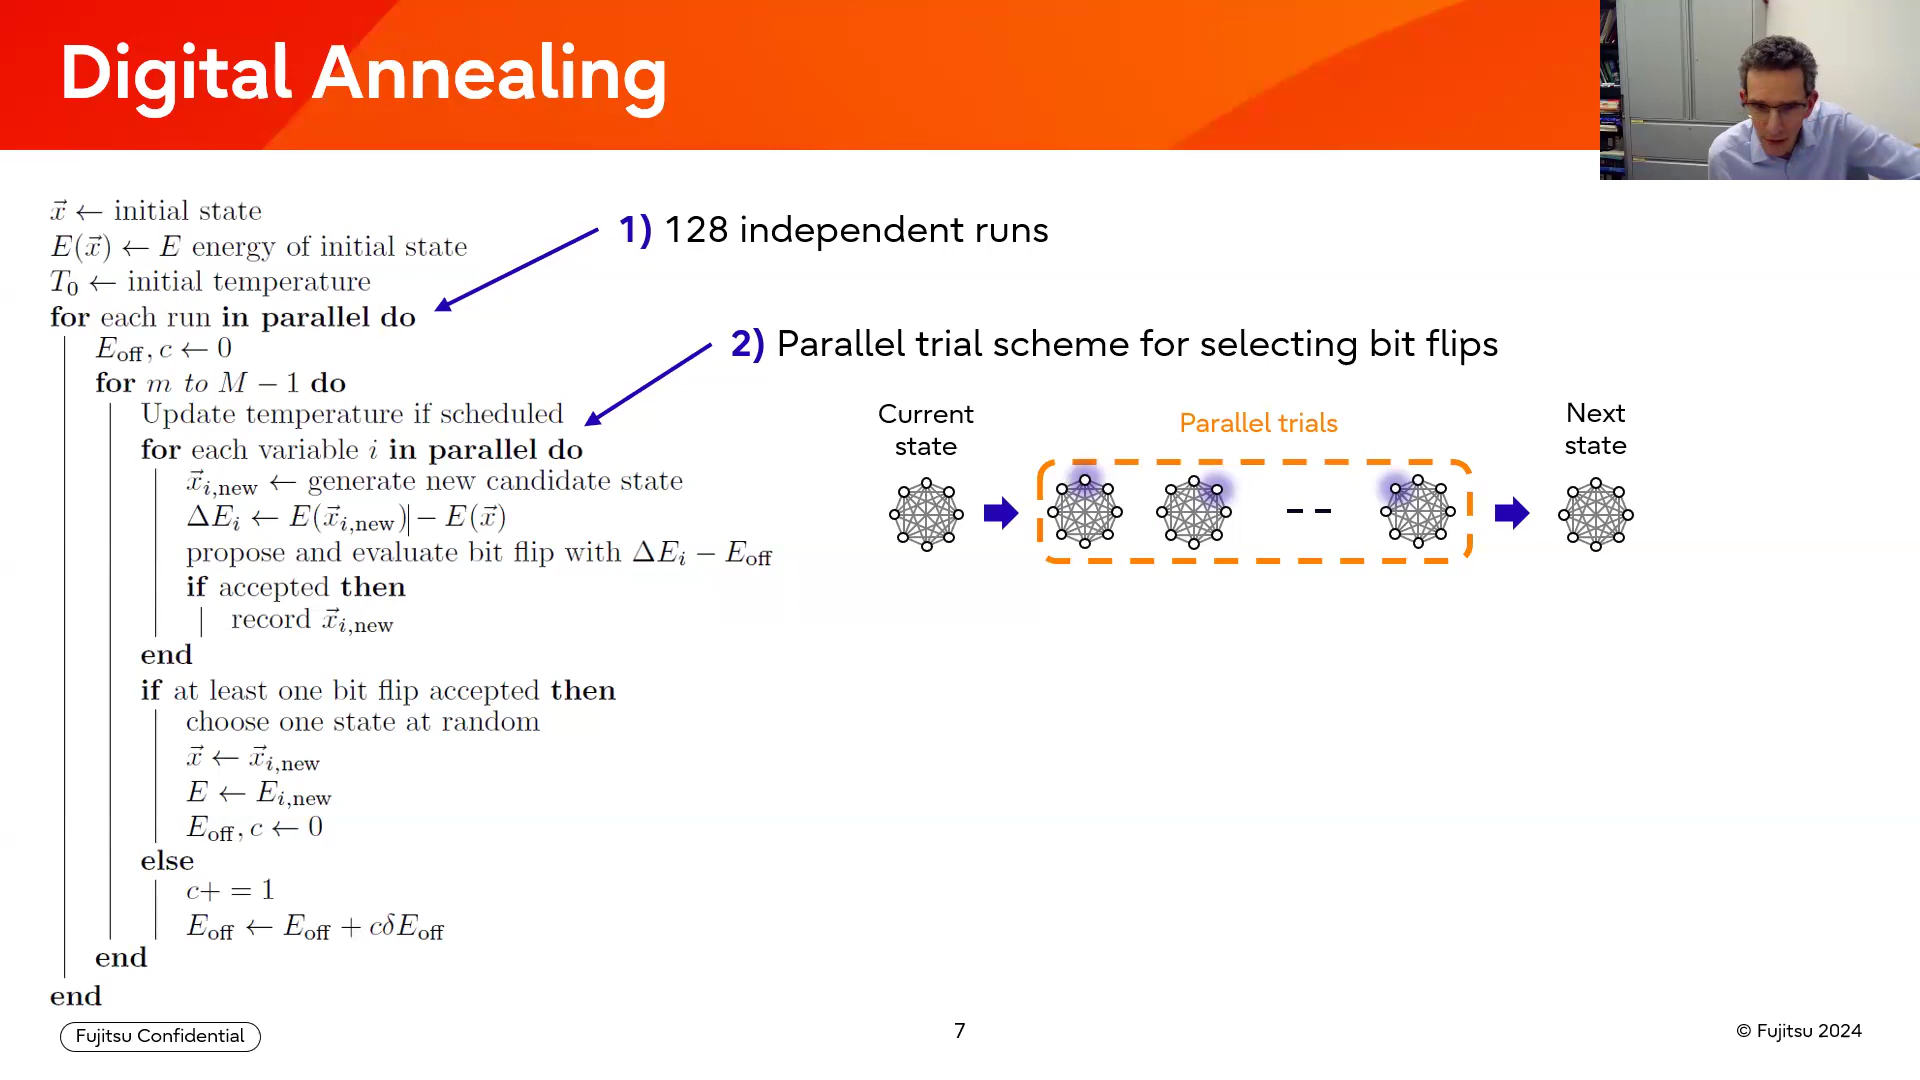 Digital Annealing
x⃗ ← initial state
E(x⃗) ← E energy of initial state
T₀ ← initial temperature
for each run in parallel do
E_off, c ← 0
for m to M − 1 do
Update temperature if scheduled
for each variable i in parallel do
x⃗_i,new ← generate new candidate state
ΔE_i ← E(x⃗_i,new)| − E(x⃗)
propose and evaluate bit flip with ΔE_i − E_off
if accepted then
record x⃗_i,new
end
if at least one bit flip accepted then
choose one state at random
x⃗ ← x⃗_i,new
E ← E_i,new
E_off, c ← 0
else
c+ = 1
E_off ← E_off + cδE_off
end
end
1) 128 independent runs
2) Parallel trial scheme for selecting bit flips
Current
state
Parallel trials
Next
state
Fujitsu Confidential
7
© Fujitsu 2024